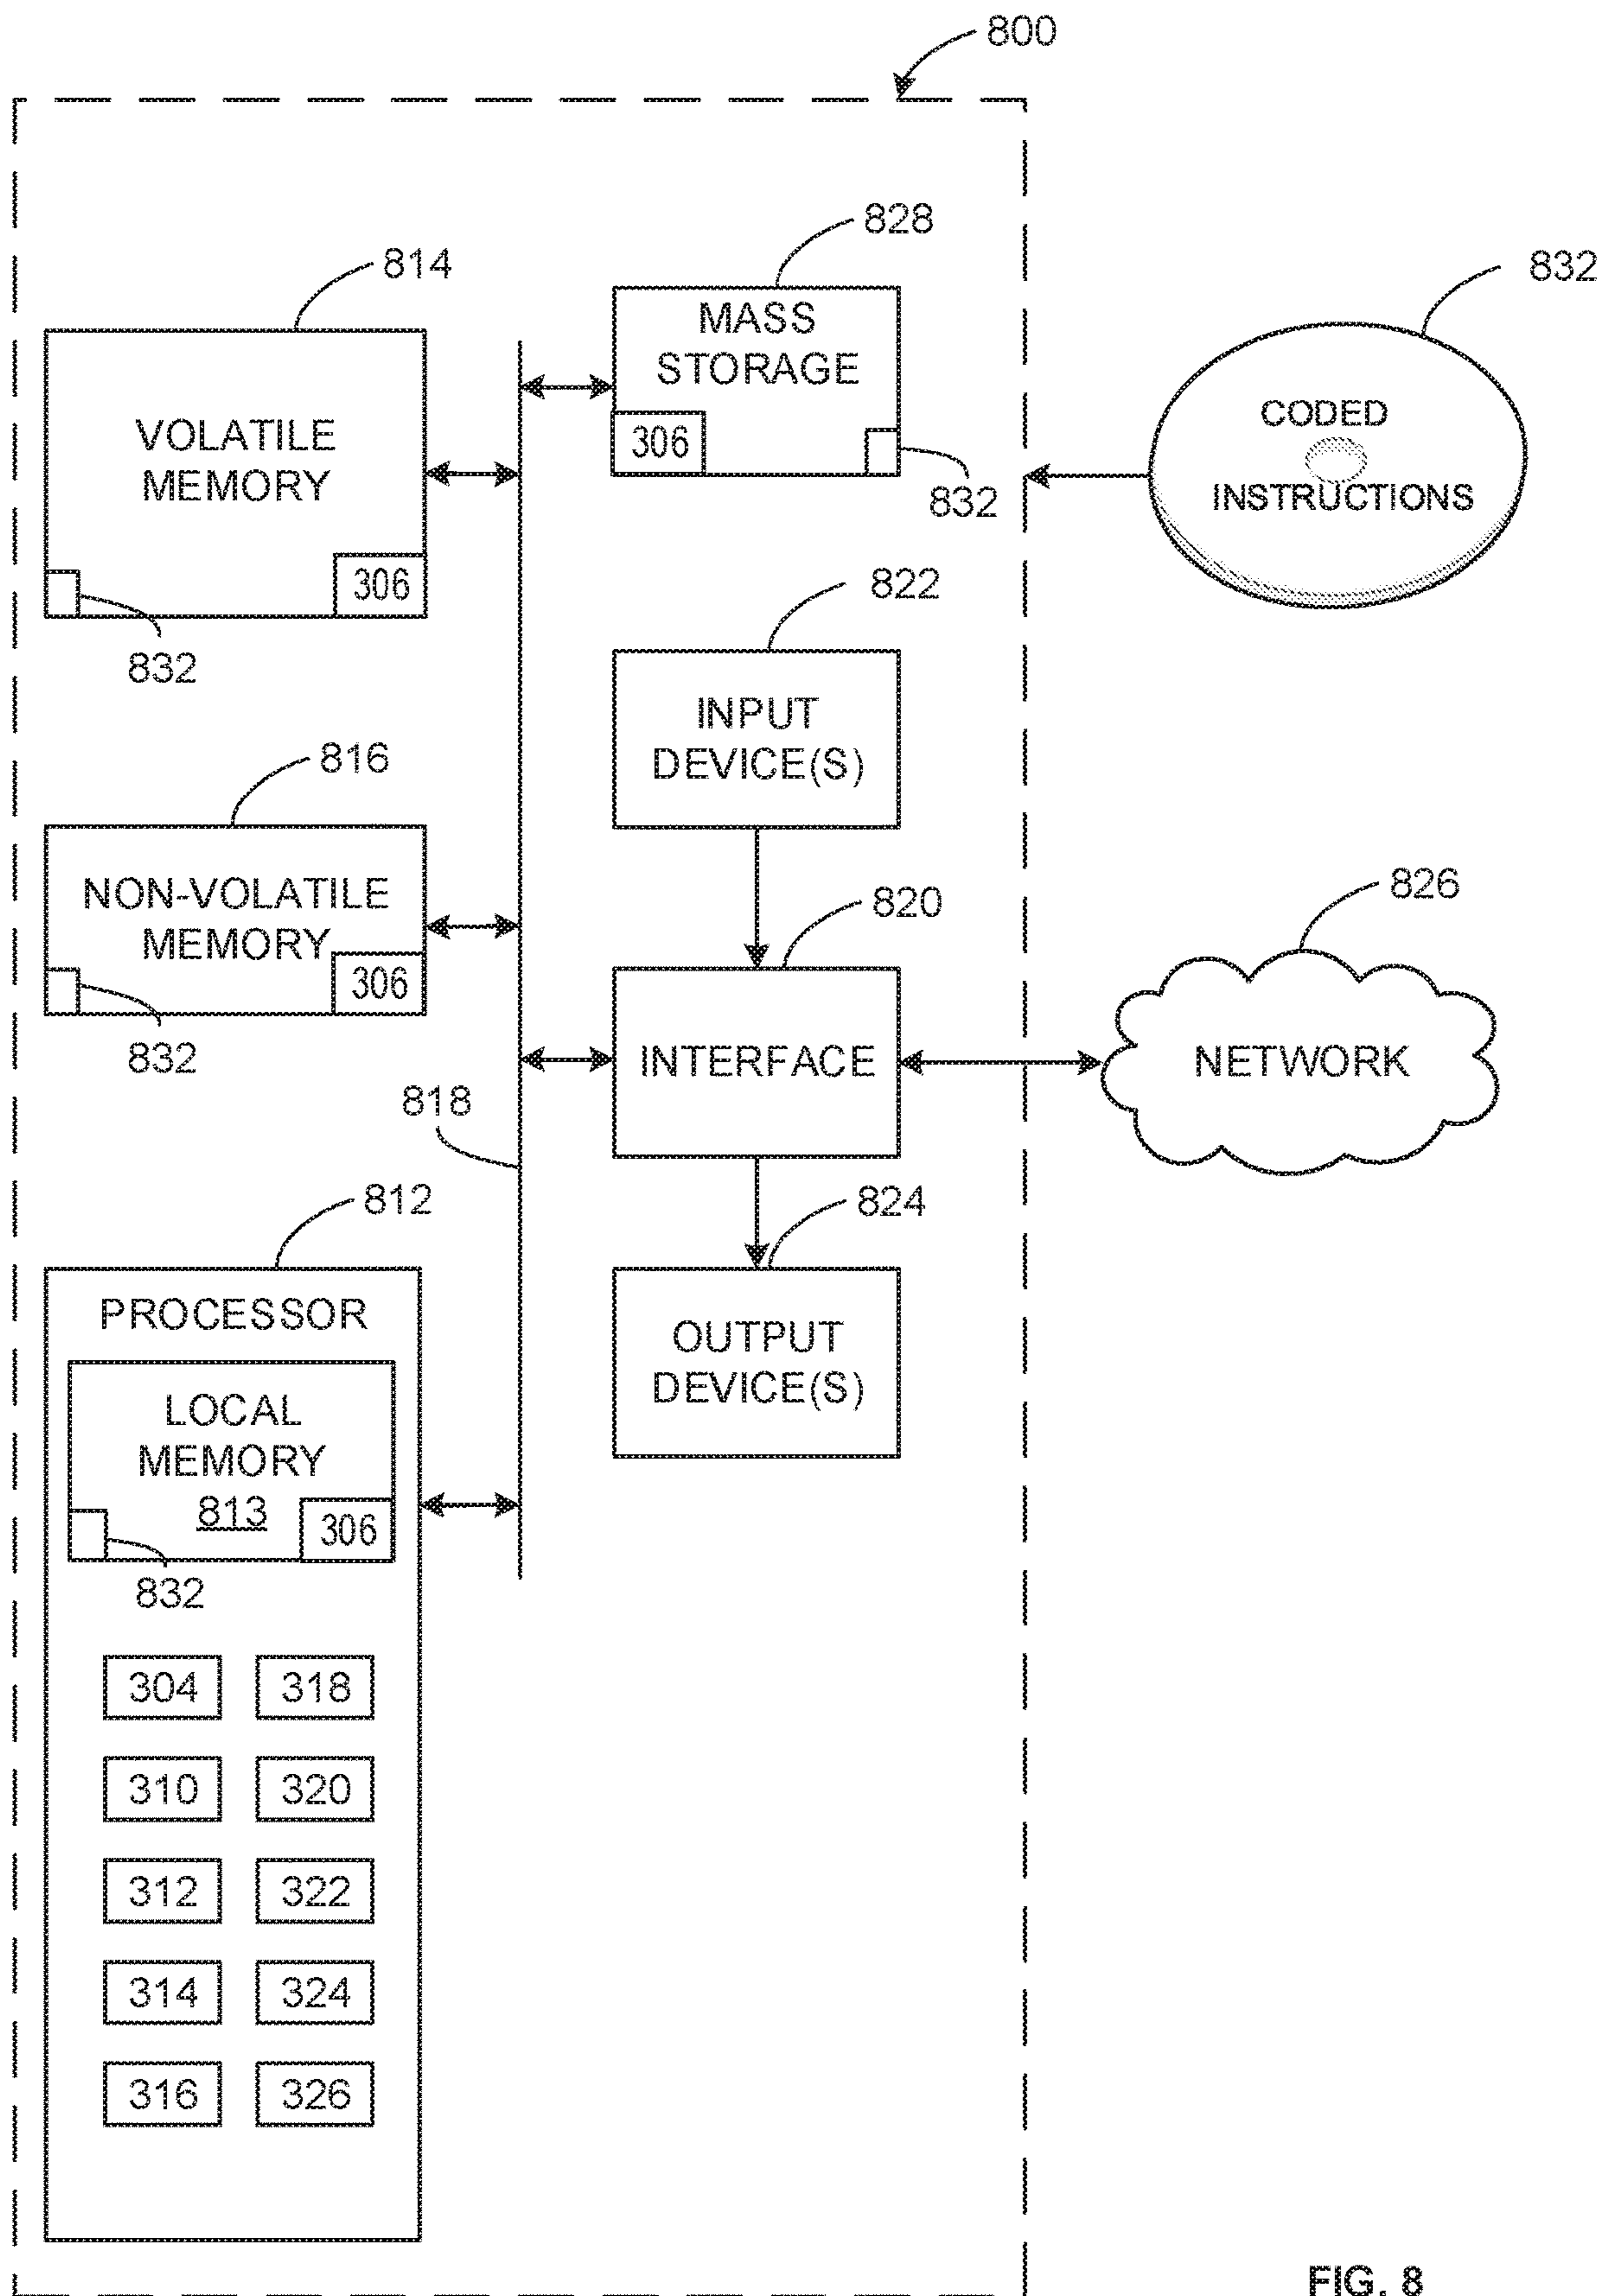 800
828
814
832
MASS
STORAGE
306
832
VOLATILE
MEMORY
306
832
CODED
INSTRUCTIONS
822
INPUT
DEVICE(S)
816
NON-VOLATILE
MEMORY
306
832
820
INTERFACE
826
NETWORK
818
812
824
OUTPUT
DEVICE(S)
PROCESSOR
LOCAL
MEMORY
813
306
832
304 318
310 320
312 322
314 324
316 326
FIG. 8